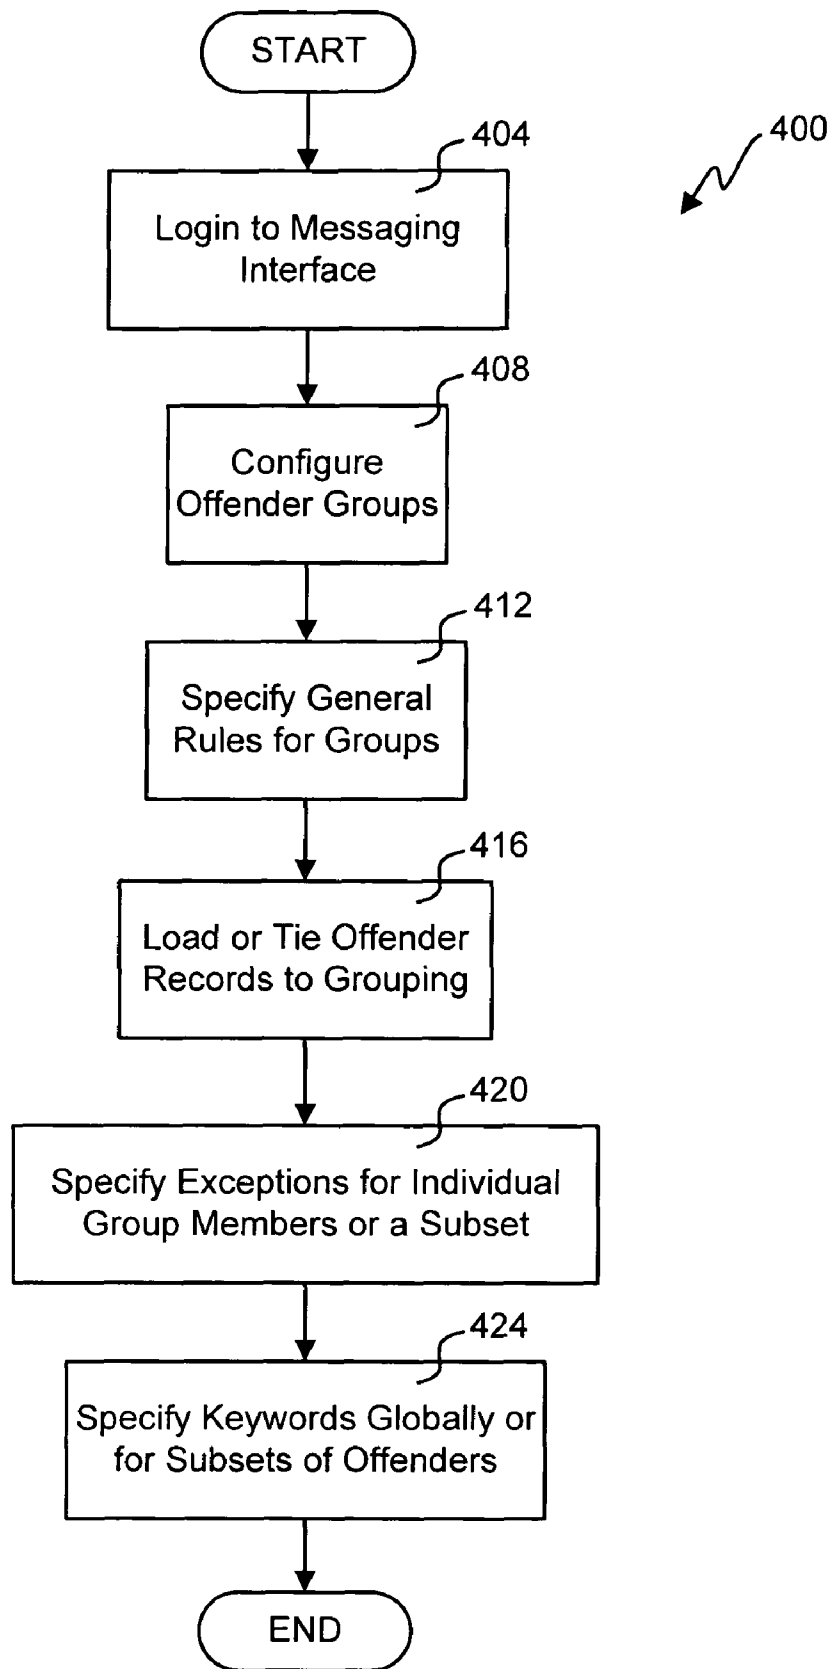 START
404
400
Login to Messaging
Interface
408
Configure
Offender Groups
412
Specify General
Rules for Groups
416
Load or Tie Offender
Records to Grouping
420
Specify Exceptions for Individual
Group Members or a Subset
424
Specify Keywords Globally or
for Subsets of Offenders
END